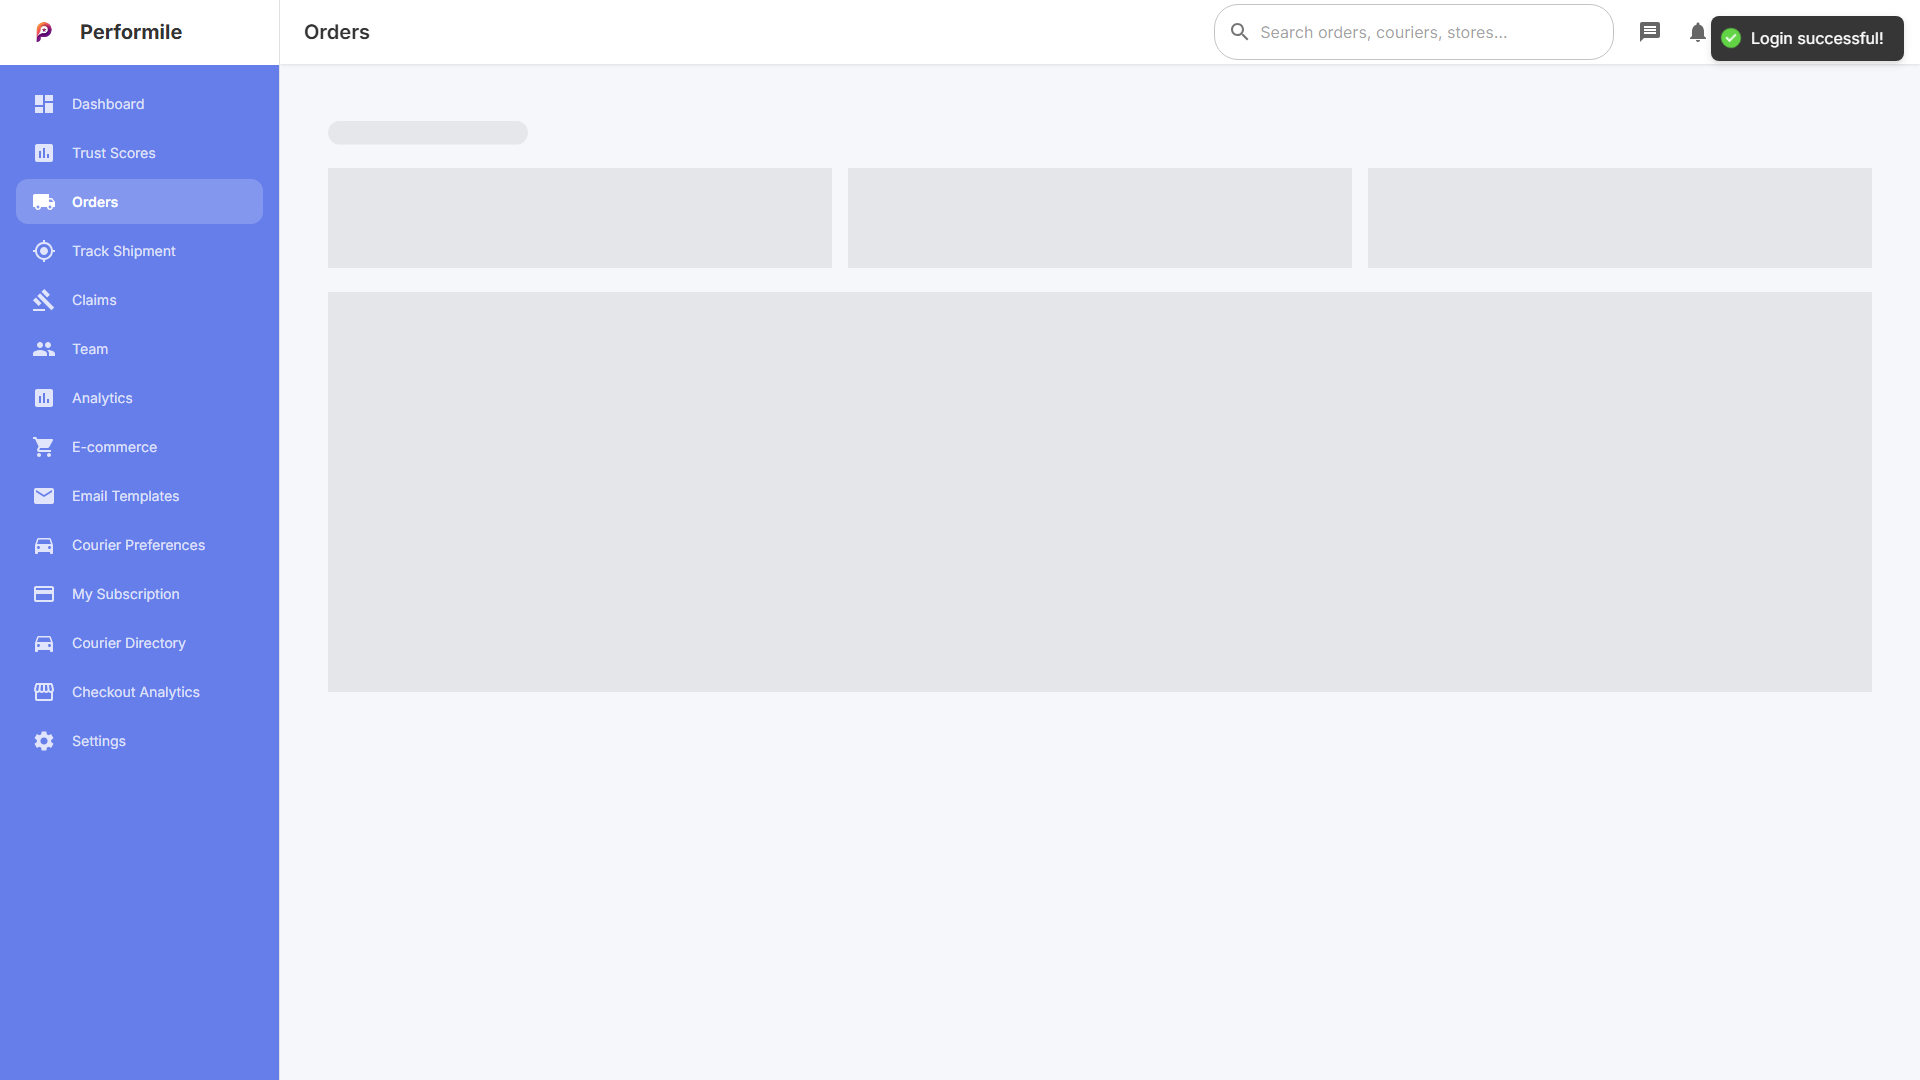 Performile
Orders
Search orders, couriers, stores...
Login successful!
Dashboard
Trust Scores
Orders
Track Shipment
Claims
Team
Analytics
E-commerce
Email Templates
Courier Preferences
My Subscription
Courier Directory
Checkout Analytics
Settings